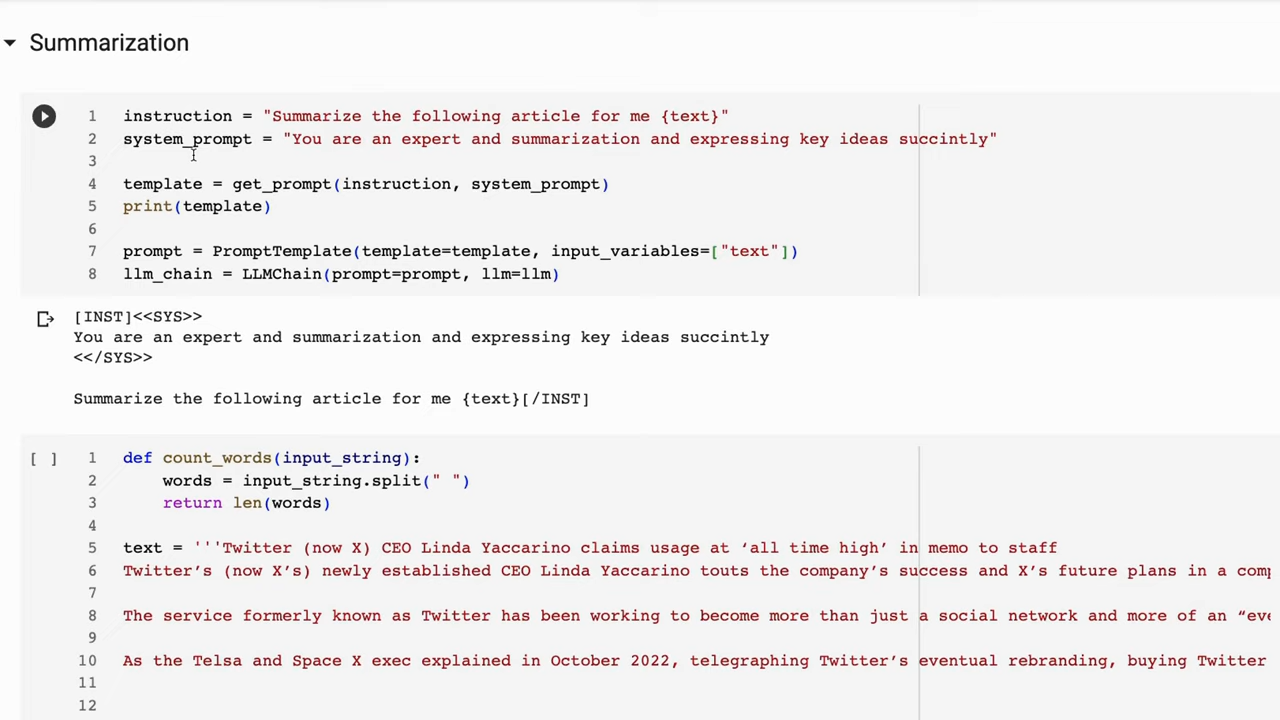 Summarization
1 instruction = "Summarize the following article for me {text}"
2 system_prompt = "You are an expert and summarization and expressing key ideas succintly"
3
4 template = get_prompt(instruction, system_prompt)
5 print(template)
6
7 prompt = PromptTemplate(template=template, input_variables=["text"])
8 llm_chain = LLMChain(prompt=prompt, llm=llm)
[INST]<<SYS>>
You are an expert and summarization and expressing key ideas succintly
<</SYS>>
Summarize the following article for me {text}[/INST]
[ ] 1 def count_words(input_string):
2 words = input_string.split(" ")
3 return len(words)
4
5 text = '''Twitter (now X) CEO Linda Yaccarino claims usage at ‘all time high’ in memo to staff
6 Twitter’s (now X’s) newly established CEO Linda Yaccarino touts the company’s success and X’s future plans in a
7
8 The service formerly known as Twitter has been working to become more than just a social network and more of an
9
10 As the Telsa and Space X exec explained in October 2022, telegraphing Twitter’s eventual rebranding, buying Twitter
11
12